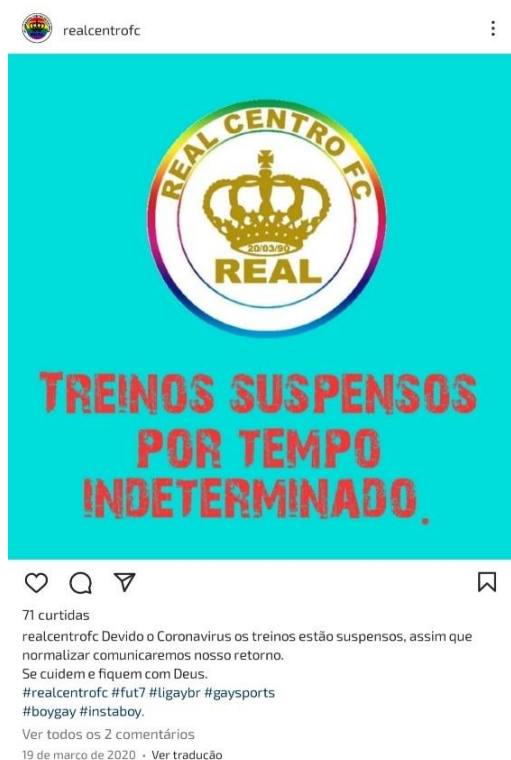 realcentrofc
REAL CENTRO FC
20/03/90
REAL
TREINOS SUSPENSOS
POR TEMPO
INDETERMINADO.
71 curtidas
realcentrofc Devido o Coronavirus os treinos estão suspensos, assim que
normalizar comunicaremos nosso retorno.
Se cuidem e fiquem com Deus.
#realcentrofc #fut7 #ligaybr #gaysports
#boygay #instaboy.
Ver todos os 2 comentários
19 de março de 2020 • Ver tradução